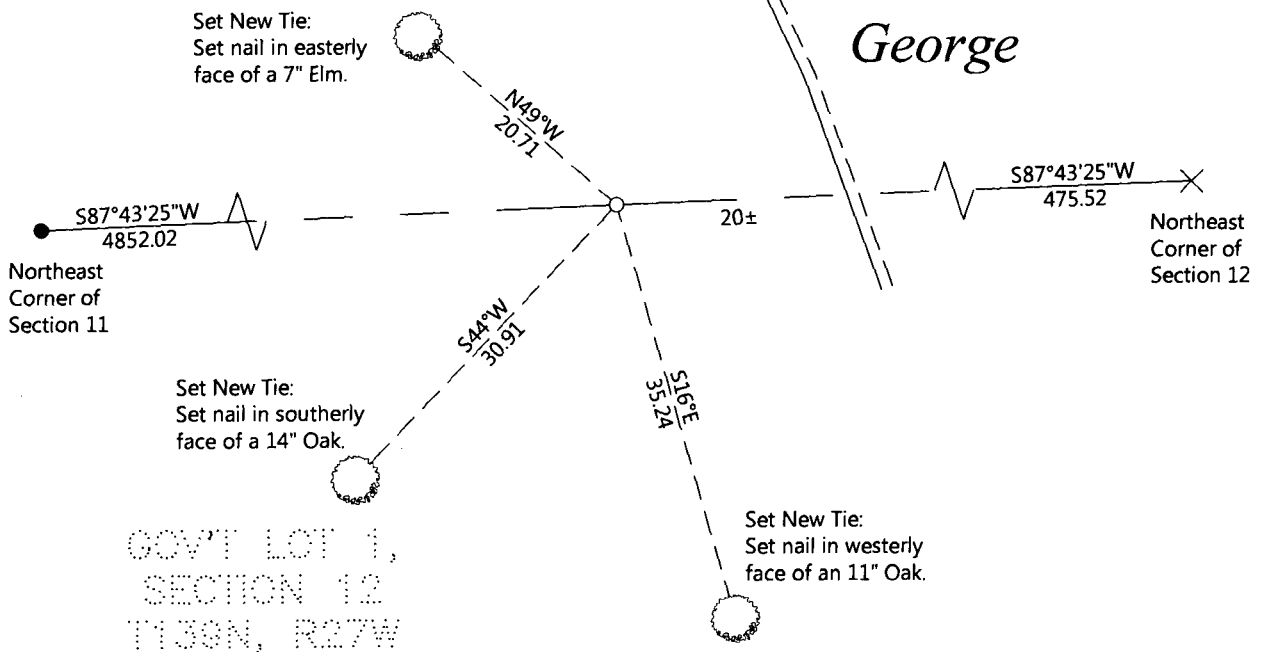 Set New Tie:
Set nail in easterly
face of a 7" Elm.
George
N49°W
20.71
S87°43'25"W
4852.02
20±
S87°43'25"W
475.52
Northeast
Corner of
Section 11
Northeast
Corner of
Section 12
S44°W
30.91
S16°E
35.24
Set New Tie:
Set nail in southerly
face of a 14" Oak.
Set New Tie:
Set nail in westerly
face of an 11" Oak.
GOV'T LOT 1,
SECTION 12
T139N, R27W